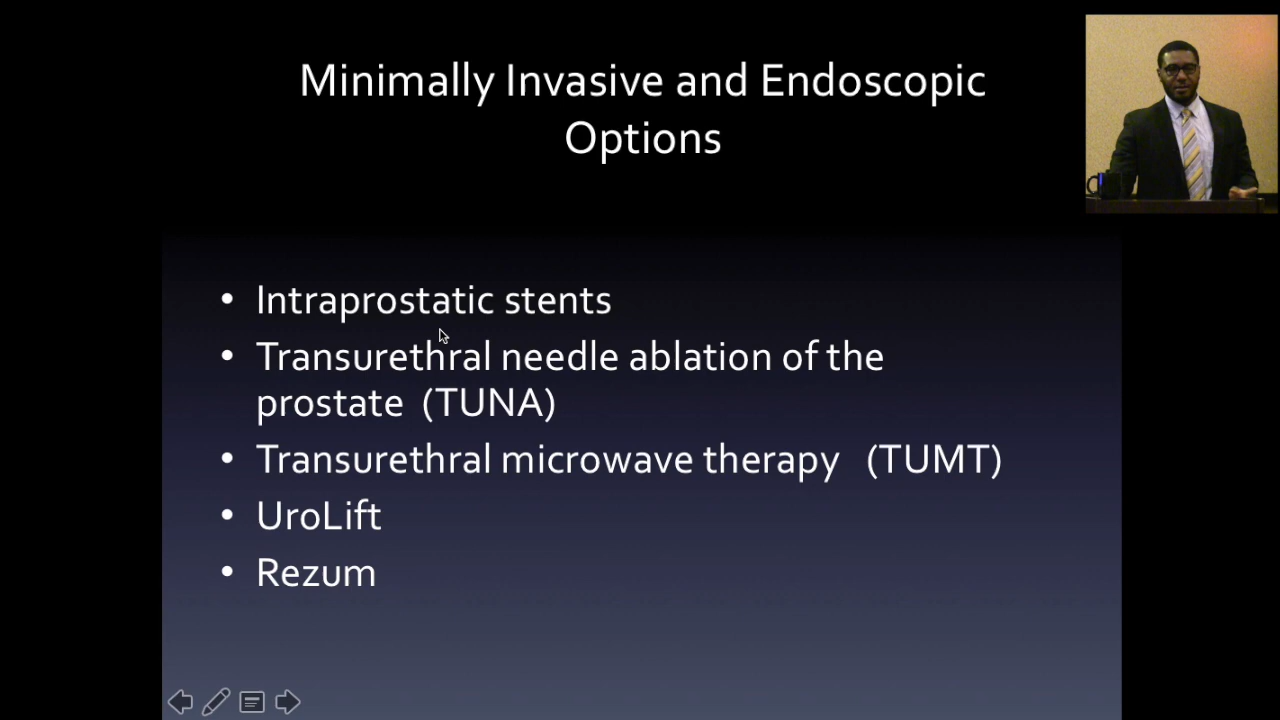 Minimally Invasive and Endoscopic
Options
• Intraprostatic stents
• Transurethral needle ablation of the
prostate (TUNA)
• Transurethral microwave therapy (TUMT)
• UroLift
• Rezum